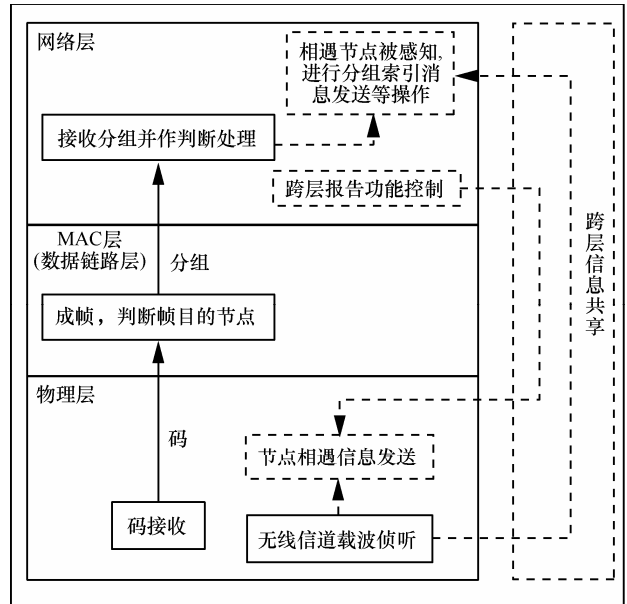 网络层
相遇节点被感知,
进行分组索引消
息发送等操作
接收分组并作判断处理
跨层报告功能控制
MAC层
(数据链路层)
分组
成帧，判断帧目的节点
跨层信息共享
物理层
码
节点相遇信息发送
码接收
无线信道载波侦听